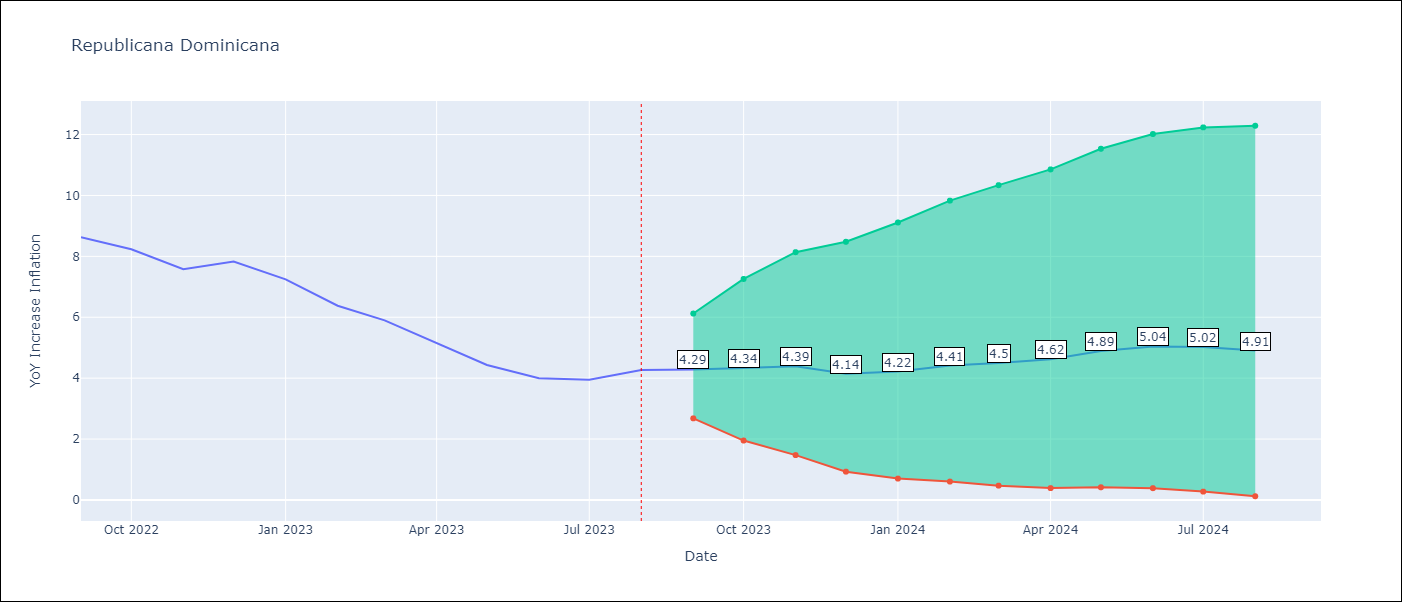 Republicana Dominicana
YoY Increase Inflation
12
10
8
6
4
2
0
4.29
4.34
4.39
4.14
4.22
4.41
4.5
4.62
4.89
5.04
5.02
4.91
Oct 2022
Jan 2023
Apr 2023
Jul 2023
Oct 2023
Jan 2024
Apr 2024
Jul 2024
Date